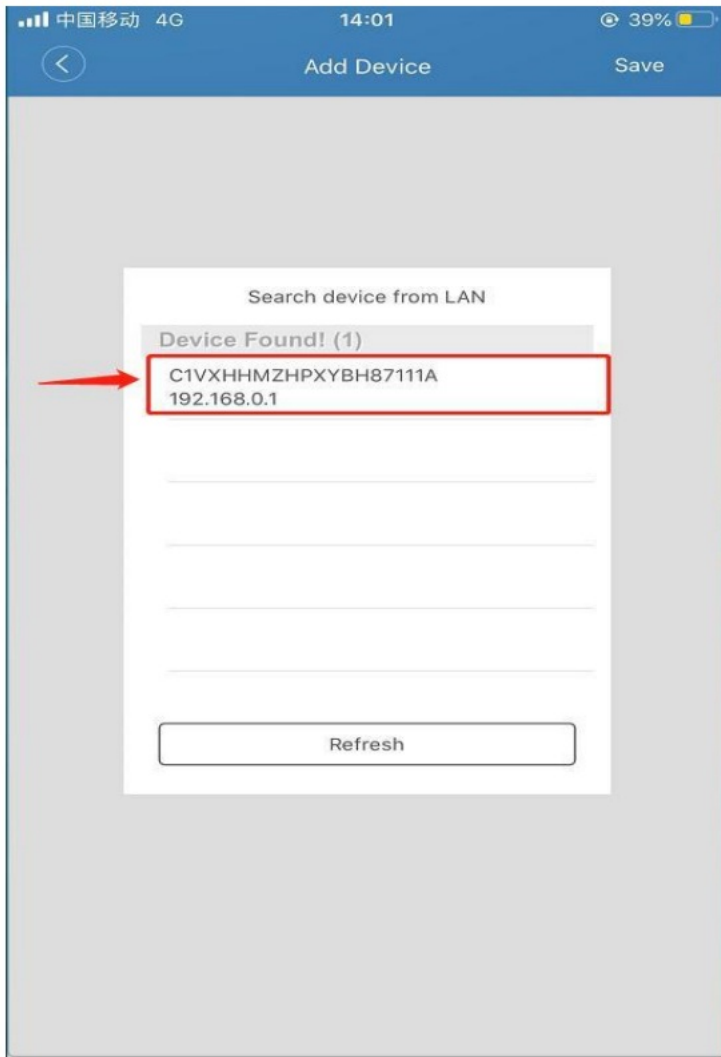 中国移动 4G 14:01 39%
Add Device Save
Search device from LAN
Device Found! (1)
C1VXHHMZHPXYBH87111A
192.168.0.1
Refresh